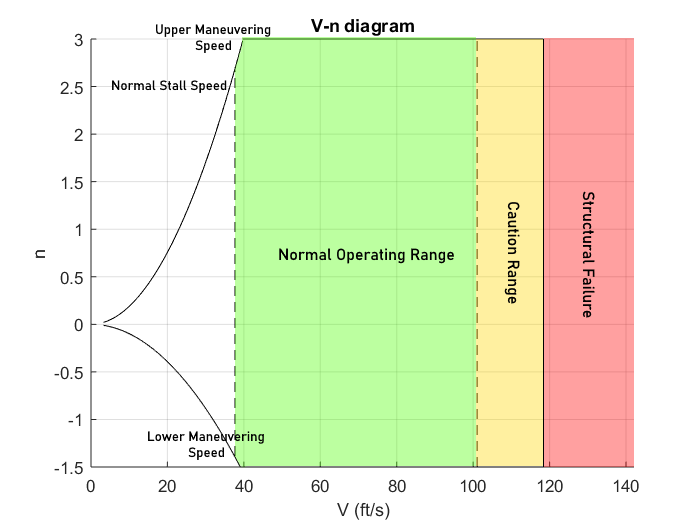 V-n diagram
Upper Maneuvering
Speed
Normal Stall Speed
Normal Operating Range
Caution Range
Structural Failure
Lower Maneuvering
Speed
n
3
2.5
2
1.5
1
0.5
0
-0.5
-1
-1.5
0 20 40 60 80 100 120 140
V (ft/s)